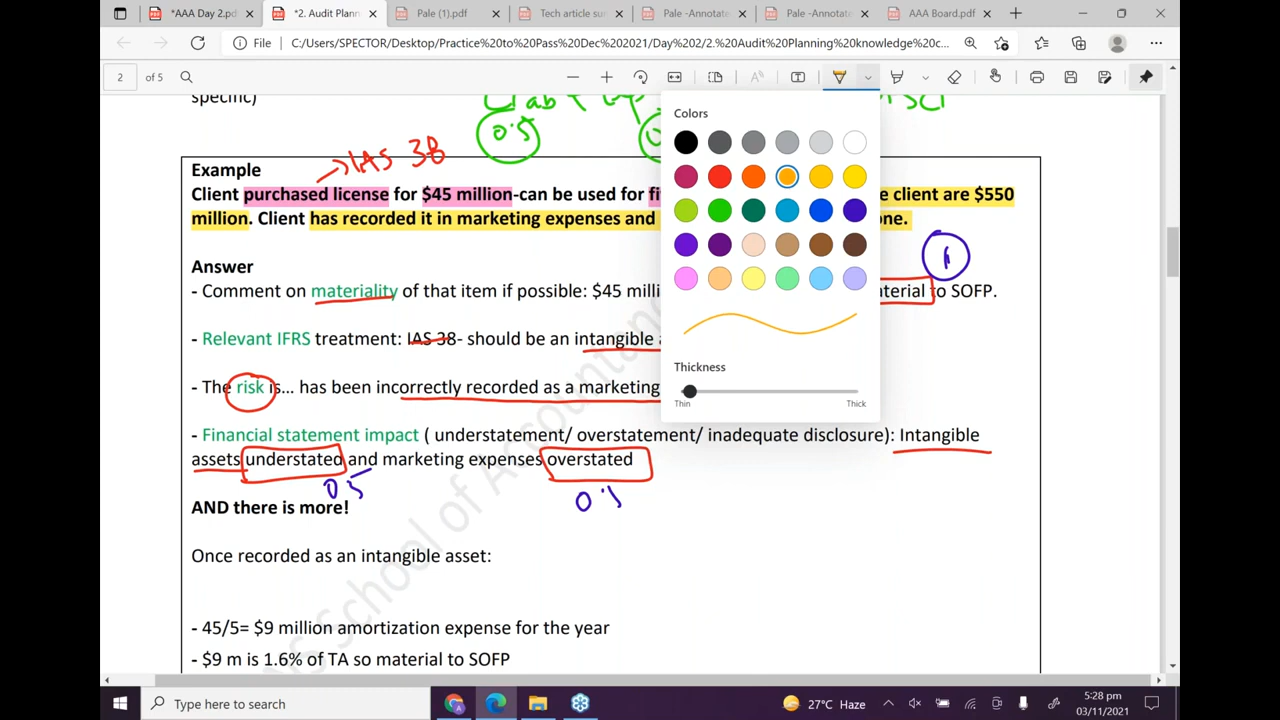 *AAA Day 2.pdf
*2. Audit Plann
Pale (1).pdf
Tech article sum
Pale -Annotate
Pale -Annotate
AAA Board.pdf
File
C:/Users/SPECTOR/Desktop/Practice%20to%20Pass%20Dec%202021/Day%202/2.%20Audit%20Planning%20knowledge%20c...
2 of 5
specific)
0.5
IAS 38
Example
Client purchased license for $45 million-can be used for
e client are $550
million. Client has recorded it in marketing expenses and
one.
Answer
1
- Comment on materiality of that item if possible: $45 milli
aterial to SOFP.
- Relevant IFRS treatment: IAS 38- should be an intangible
- The risk is... has been incorrectly recorded as a marketing
- Financial statement impact ( understatement/ overstatement/ inadequate disclosure): Intangible
assets understated and marketing expenses overstated
0.5
0.5
AND there is more!
Once recorded as an intangible asset:
- 45/5= $9 million amortization expense for the year
- $9 m is 1.6% of TA so material to SOFP
School of Accountan
Colors
Thickness
Thin
Thick
Type here to search
27°C Haze
5:28 pm
03/11/2021